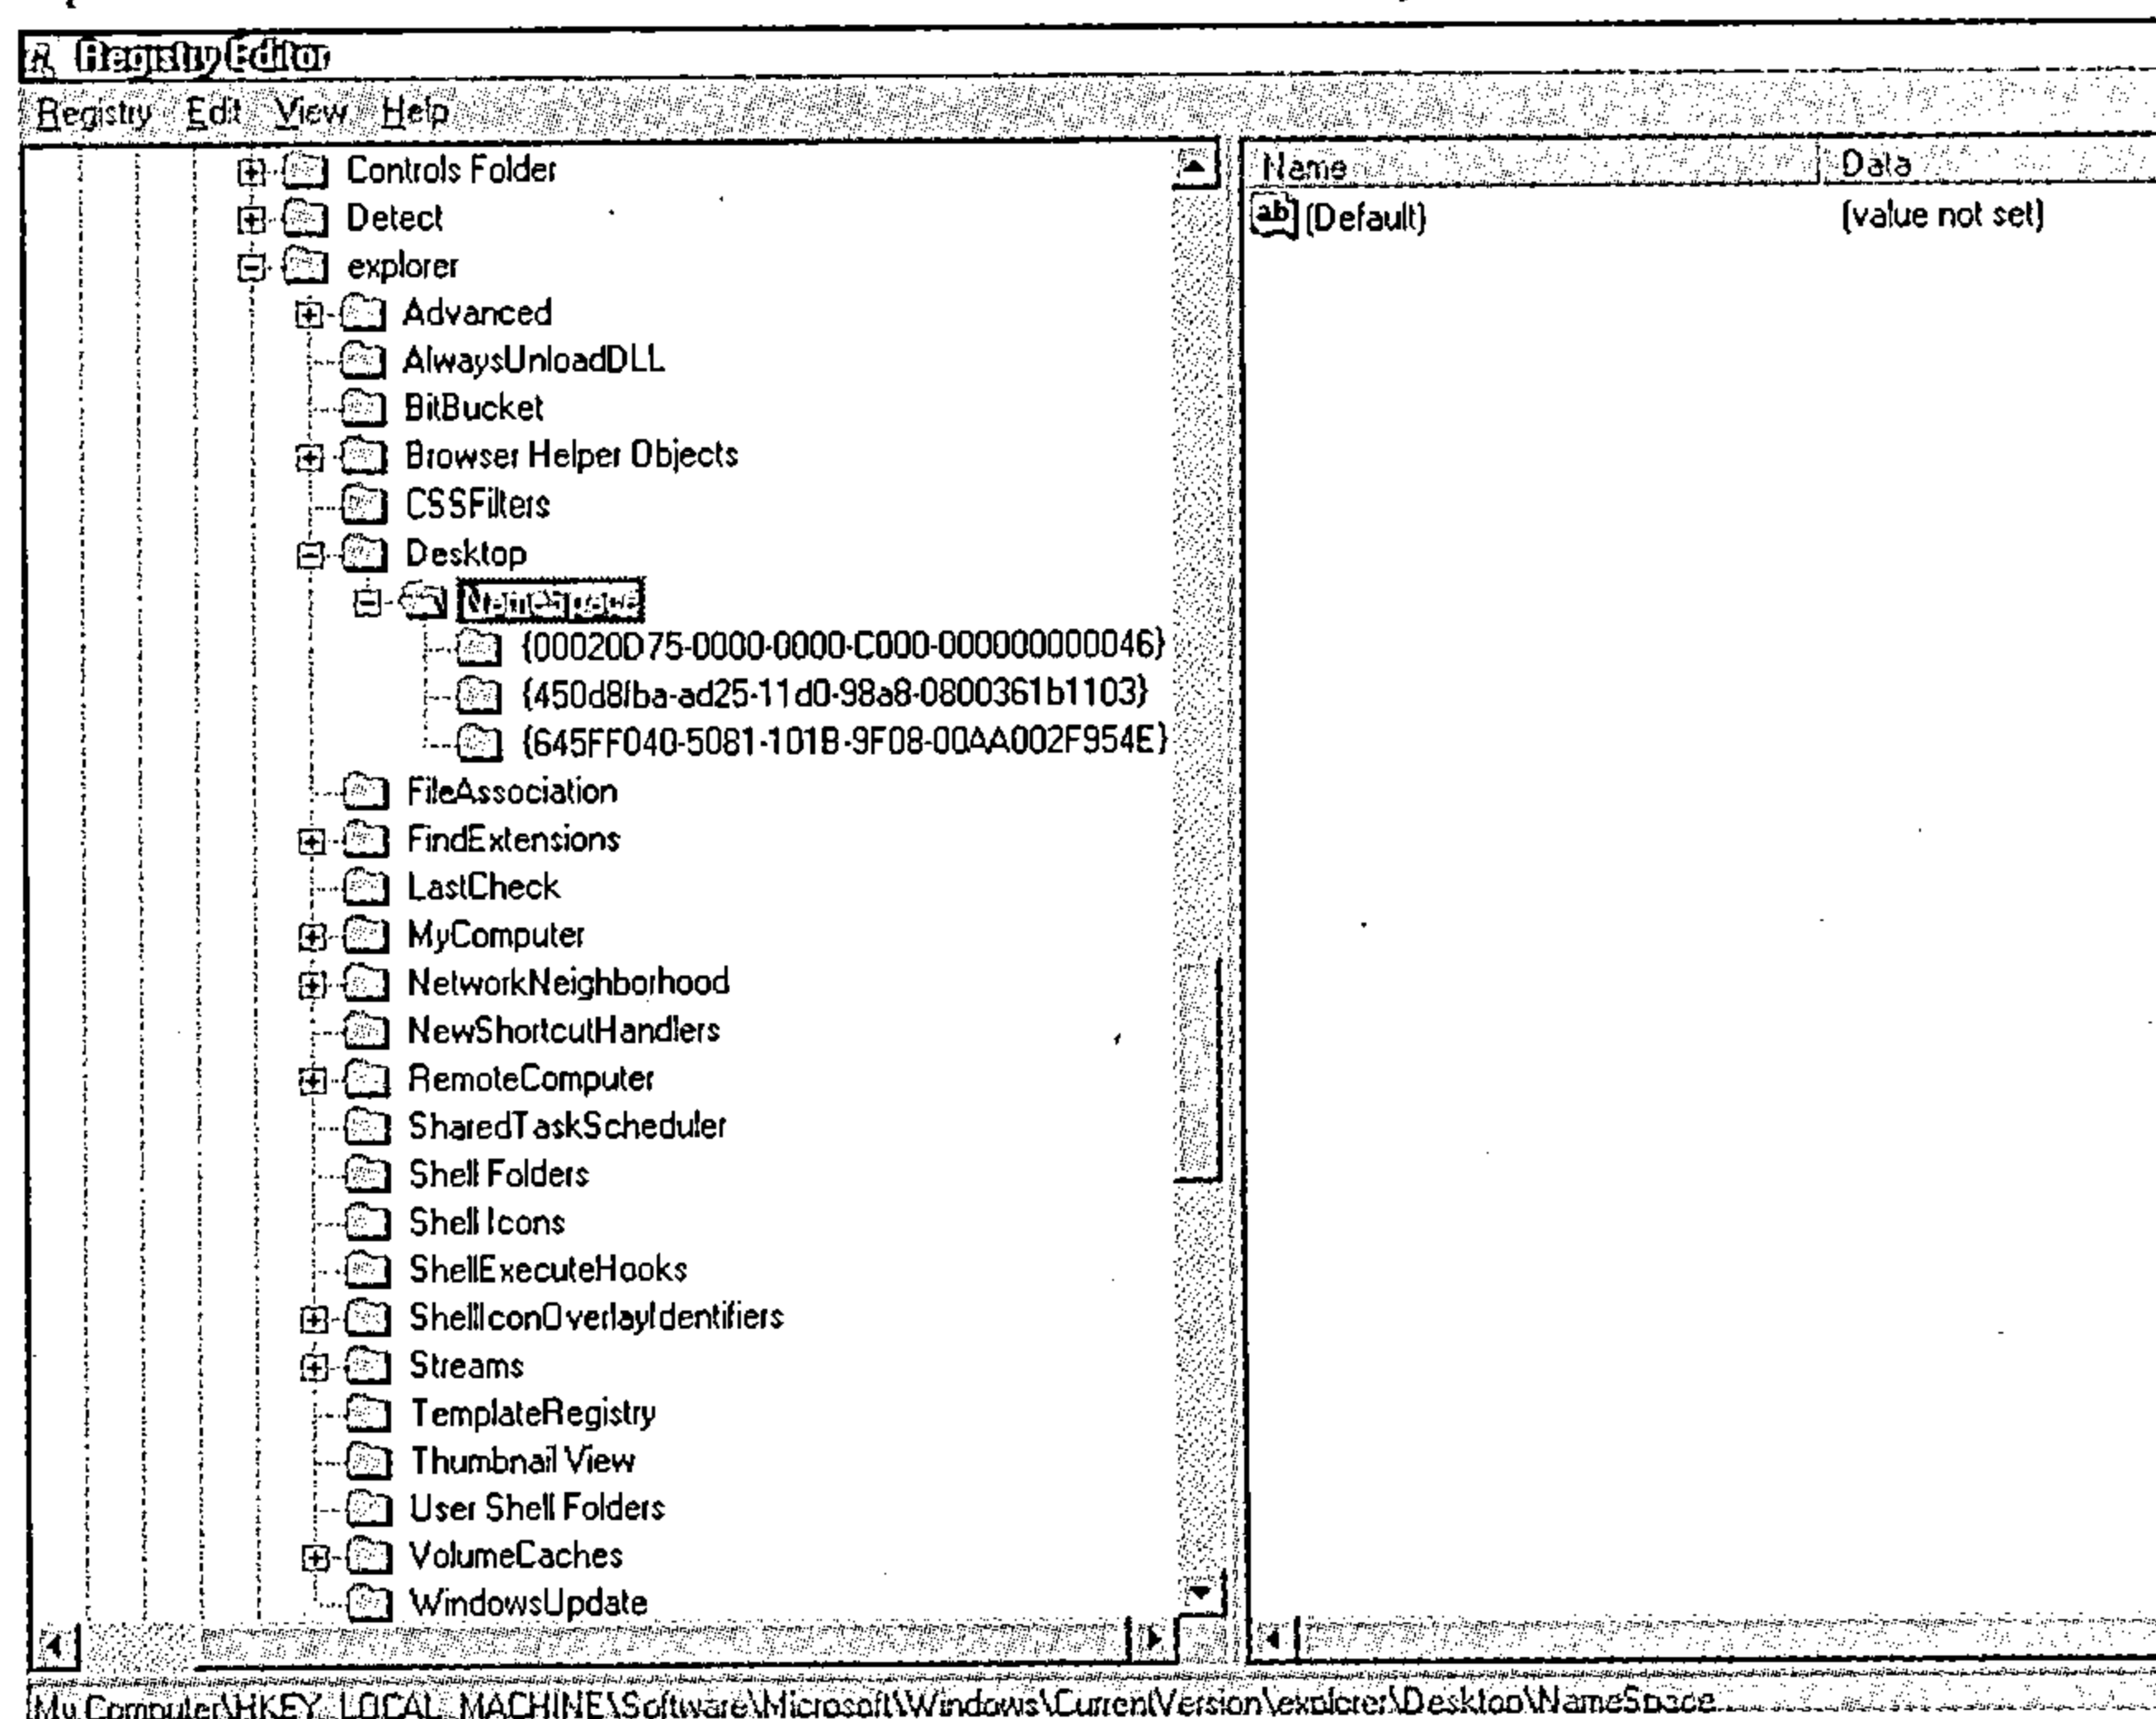 Registry Editor
Registry Edit View Help
Name Data
Controls Folder
(Default) (value not set)
Detect
explorer
Advanced
AlwaysUnloadDLL
BitBucket
Browser Helper Objects
CSSFilters
Desktop
NameSpace
{00020D75-0000-0000-C000-000000000046}
{450d8fba-ad25-11d0-98a8-0800361b1103}
{645FF040-5081-101B-9F08-00AA002F954E}
FileAssociation
FindExtensions
LastCheck
MyComputer
NetworkNeighborhood
NewShortcutHandlers
RemoteComputer
SharedTaskScheduler
Shell Folders
Shell Icons
ShellExecuteHooks
ShellIconOverlayIdentifiers
Streams
TemplateRegistry
Thumbnail View
User Shell Folders
VolumeCaches
WindowsUpdate
My Computer\HKEY_LOCAL_MACHINE\Software\Microsoft\Windows\CurrentVersion\explorer\Desktop\NameSpace